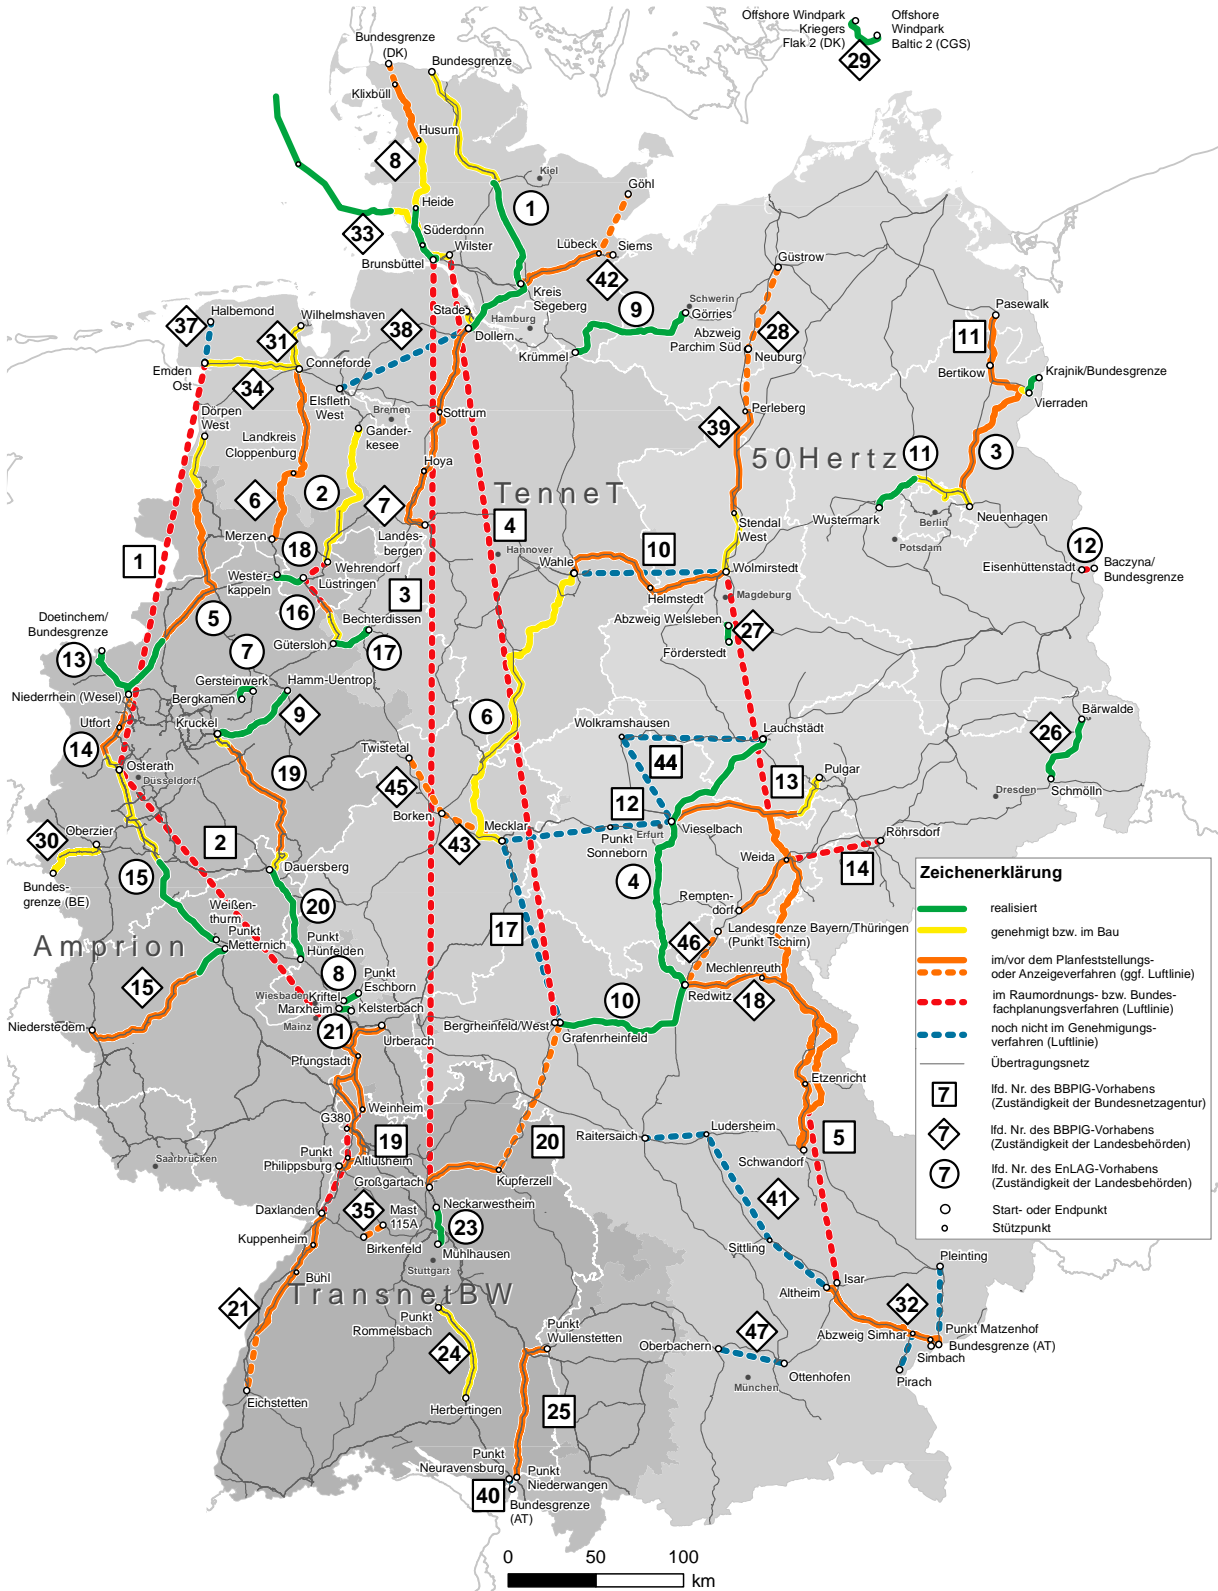 Offshore Windpark
Kriegers
Flak 2 (DK)
Offshore
Windpark
Baltic 2 (CGS)
29
Bundesgrenze
(DK)
Bundesgrenze
Klixbüll
Husum
8
Kiel
Göhl
Heide
1
33
Süderdonn
Wilster
Brunsbüttel
Lübeck
Siems
42
Güstrow
Kreis
Segeberg
9
Schwerin
Görries
Pasewalk
37
Halbemond
Wilhelmshaven
31
38
Stade
Hamburg
Dollern
Krümmel
Abzweig
Parchim Süd
28
Neuburg
11
Emden
Ost
34
Conneforde
Bertikow
Krajnik/Bundesgrenze
Vierraden
Elsfleth
West
Bremen
Sottrum
Perleberg
39
Dörpen
West
Landkreis
Cloppenburg
Gander-
kesee
3
50Hertz
11
Hoya
TenneT
6
2
7
4
Wustermark
Berlin
Neuenhagen
Stendal
West
Landes-
bergen
Merzen
18
Hannover
10
Potsdam
12
1
Wehrendorf
Wahle
Wolmirstedt
Eisenhüttenstadt
Baczyna/
Bundesgrenze
Wester-
kappeln
Lüstringen
3
Helmstedt
Magdeburg
16
5
Bechterdissen
Abzweig Welsleben
27
Doetinchem/
Bundesgrenze
7
Gütersloh
17
Förderstedt
13
Gersteinwerk
Hamm-Uentrop
Niederrhein (Wesel)
Bergkamen
9
6
Utfort
Kruckel
Wolkramshausen
Lauchstädt
26
Bärwalde
14
Twistetal
44
Osterath
Düsseldorf
19
45
13
Pulgar
Schmölln
Dresden
Borken
12
2
Mecklar
43
Punkt
Sonneborn
Erfurt
Vieselbach
Röhrsdorf
30
Oberzier
Weida
14
Bundes-
grenze (BE)
15
Dauersberg
4
Zeichenerklärung
realisiert
genehmigt bzw. im Bau
im/vor dem Planfeststellungs-
oder Anzeigeverfahren (ggf. Luftlinie)
im Raumordnungs- bzw. Bundes-
fachplanungsverfahren (Luftlinie)
noch nicht im Genehmigungs-
verfahren (Luftlinie)
Übertragungsnetz
7
lfd. Nr. des BBPlG-Vorhabens
(Zuständigkeit der Bundesnetzagentur)
7
lfd. Nr. des BBPlG-Vorhabens
(Zuständigkeit der Landesbehörden)
7
lfd. Nr. des EnLAG-Vorhabens
(Zuständigkeit der Landesbehörden)
Start- oder Endpunkt
Stützpunkt
20
Rempten-
dorf
Weißen-
thurm
Punkt
Metternich
Amprion
17
46
Landesgrenze Bayern/Thüringen
(Punkt Tschirn)
Punkt
Hünfelden
15
8
Punkt
Eschborn
Mechlenreuth
Wiesbaden
Kriftel
10
Redwitz
18
Marxheim
Kelsterbach
Mainz
21
Niederstedem
Urberach
Bergrheinfeld/West
Grafenrheinfeld
Pfungstadt
Etzenricht
Weinheim
G380
19
20
Raitersaich
Ludersheim
5
Punkt
Philippsburg
Altlußheim
Saarbrücken
Schwandorf
Großgartach
Kupferzell
41
Daxlanden
35
Mast
115A
Neckarwestheim
23
Kuppenheim
Birkenfeld
Mühlhausen
Sittling
Pleinting
Stuttgart
Bühl
TransnetBW
Isar
Altheim
32
21
Punkt
Rommelsbach
Punkt
Wullenstetten
47
Abzweig Simhar
Punkt Matzenhof
Bundesgrenze (AT)
Simbach
24
Oberbachern
Ottenhofen
Pirach
München
Eichstetten
Herbertingen
25
Punkt
Neuravensburg
Punkt
Niederwangen
40
Bundesgrenze
(AT)
0
50
100
km